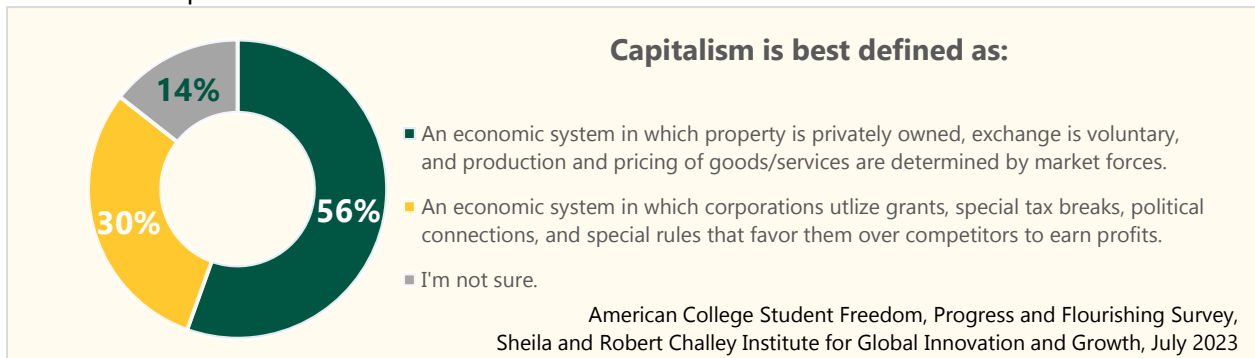 Capitalism is best defined as:
14%
30%
56%
An economic system in which property is privately owned, exchange is voluntary,
and production and pricing of goods/services are determined by market forces.
An economic system in which corporations utlize grants, special tax breaks, political
connections, and special rules that favor them over competitors to earn profits.
I'm not sure.
American College Student Freedom, Progress and Flourishing Survey,
Sheila and Robert Challey Institute for Global Innovation and Growth, July 2023